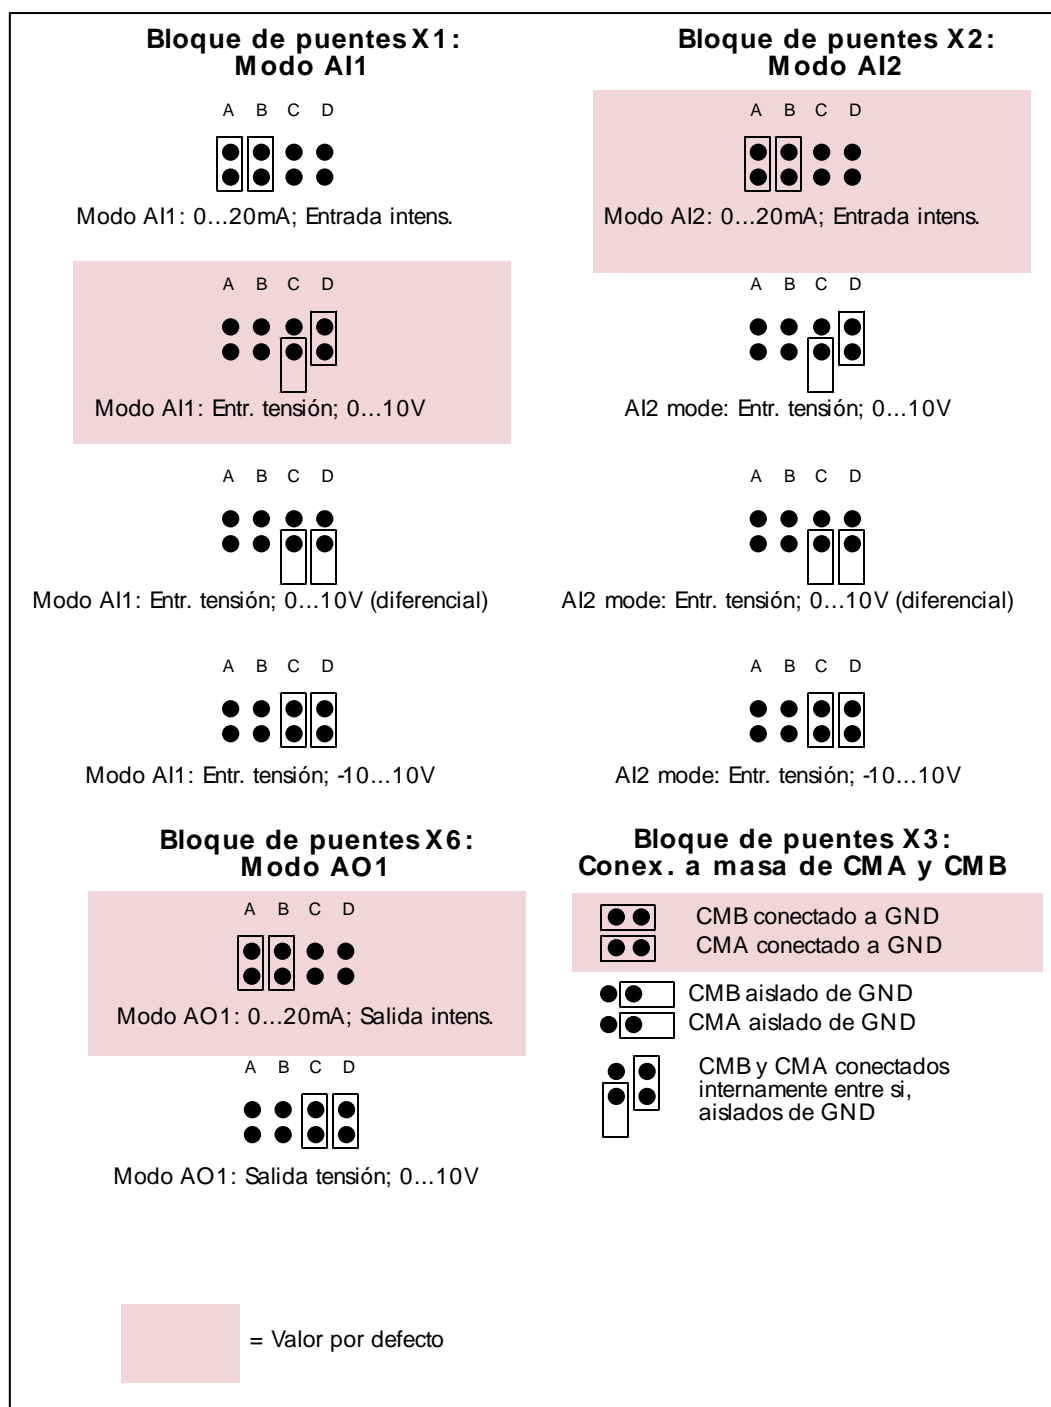 Bloque de puentes X1:
Modo AI1
A B C D
Modo AI1: 0...20mA; Entrada intens.
A B C D
Modo AI1: Entr. tensión; 0...10V
A B C D
Modo AI1: Entr. tensión; 0...10V (diferencial)
A B C D
Modo AI1: Entr. tensión; -10...10V
Bloque de puentes X2:
Modo AI2
A B C D
Modo AI2: 0...20mA; Entrada intens.
A B C D
AI2 mode: Entr. tensión; 0...10V
A B C D
AI2 mode: Entr. tensión; 0...10V (diferencial)
A B C D
AI2 mode: Entr. tensión; -10...10V
Bloque de puentes X6:
Modo AO1
A B C D
Modo AO1: 0...20mA; Salida intens.
A B C D
Modo AO1: Salida tensión; 0...10V
Bloque de puentes X3:
Conex. a masa de CMA y CMB
CMB conectado a GND
CMA conectado a GND
CMB aislado de GND
CMA aislado de GND
CMB y CMA conectados
internamente entre si,
aislados de GND
= Valor por defecto